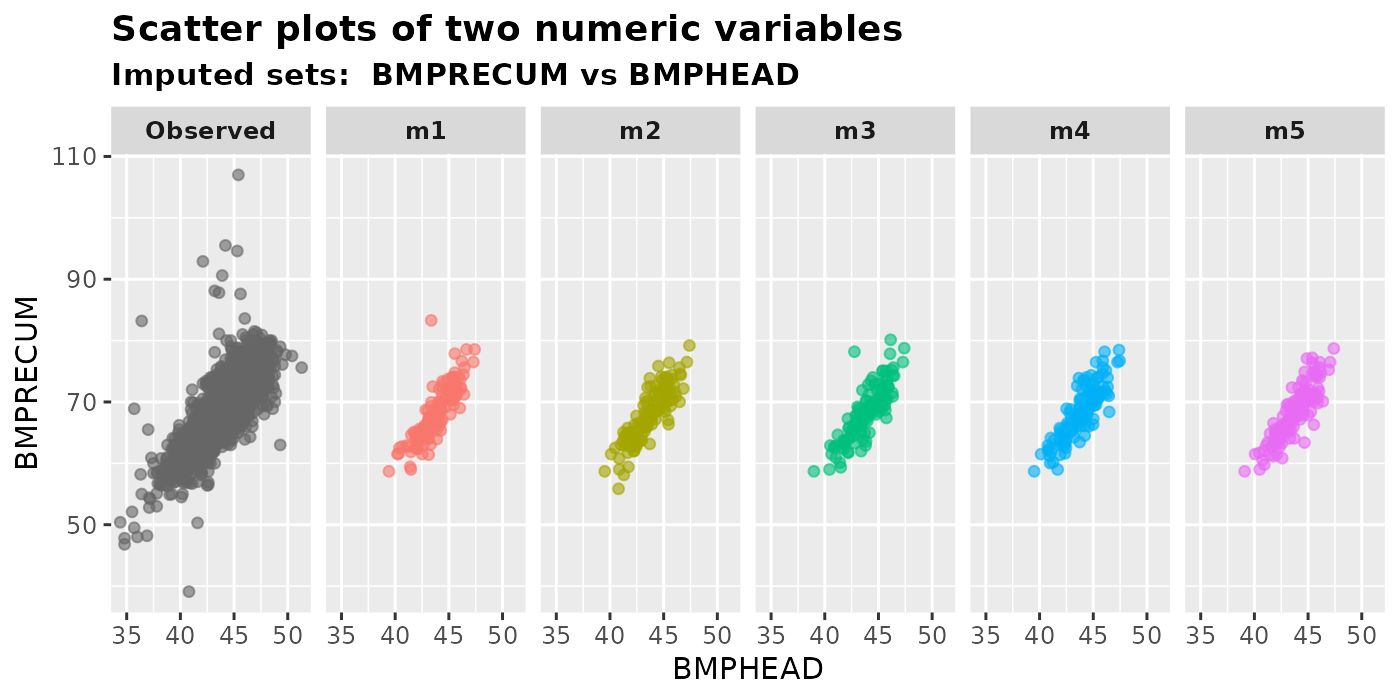 Scatter plots of two numeric variables
Imputed sets:  BMPRECUM vs BMPHEAD
Observed m1 m2 m3 m4 m5
110
90
70
50
BMPRECUM
35 40 45 50 35 40 45 50 35 40 45 50 35 40 45 50 35 40 45 50 35 40 45 50
BMPHEAD